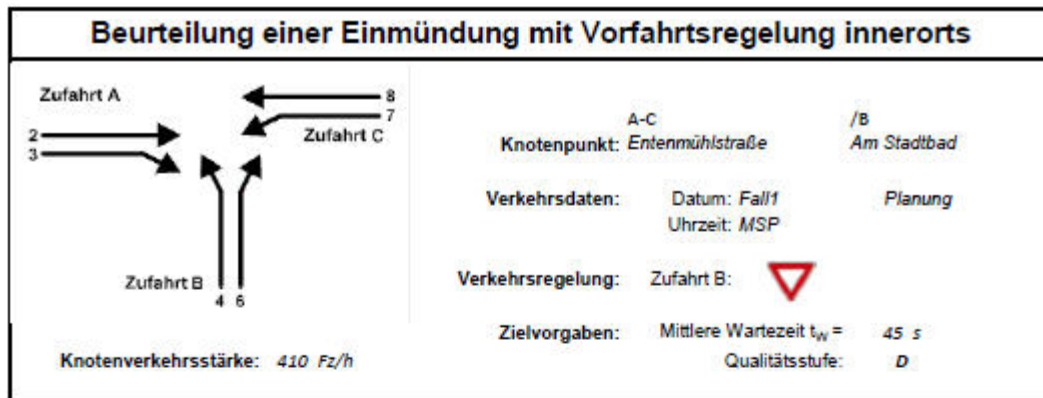 Beurteilung einer Einmündung mit Vorfahrtsregelung innerorts
Zufahrt A
8
7
Zufahrt C
2
3
Zufahrt B
4 6
Knotenverkehrsstärke: 410 Fz/h
A-C /B
Knotenpunkt: Entenmühlstraße Am Stadtbad
Verkehrsdaten: Datum: Fall1 Planung
Uhrzeit: MSP
Verkehrsregelung: Zufahrt B:
Zielvorgaben: Mittlere Wartezeit tW = 45 s
Qualitätsstufe: D